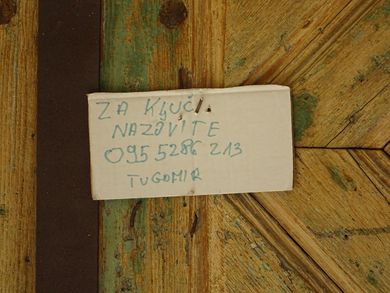 ZA KLJUČ
NAZOVITE
095 5286 213
TUGOMIR